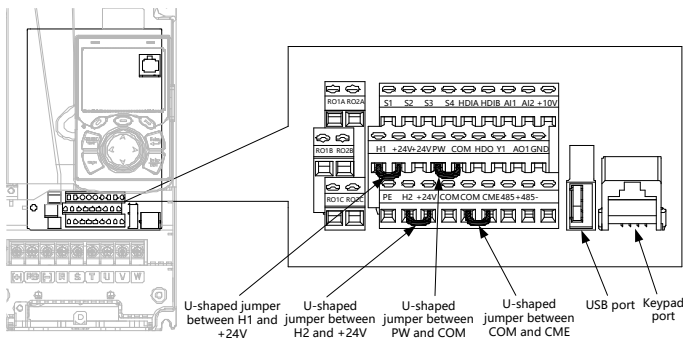 RO1A RO2A
S1 S2 S3 S4 HDIA HDIB AI1 AI2 +10V
RO1B RO2B
H1 +24V+24V PW COM HDO Y1 AO1 GND
RO1C RO2C
PE H2 +24V COM COM CME 485+ 485-
R S T U V W
U-shaped jumper
between H1 and
+24V
U-shaped
jumper between
H2 and +24V
U-shaped
jumper between
PW and COM
U-shaped
jumper between
COM and CME
USB port
Keypad
port